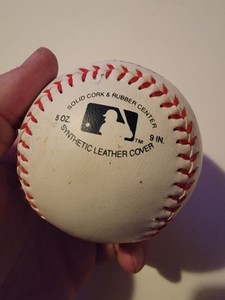 SOLID CORK & RUBBER CENTER
5 OZ.
9 IN.
TM
SYNTHETIC LEATHER COVER